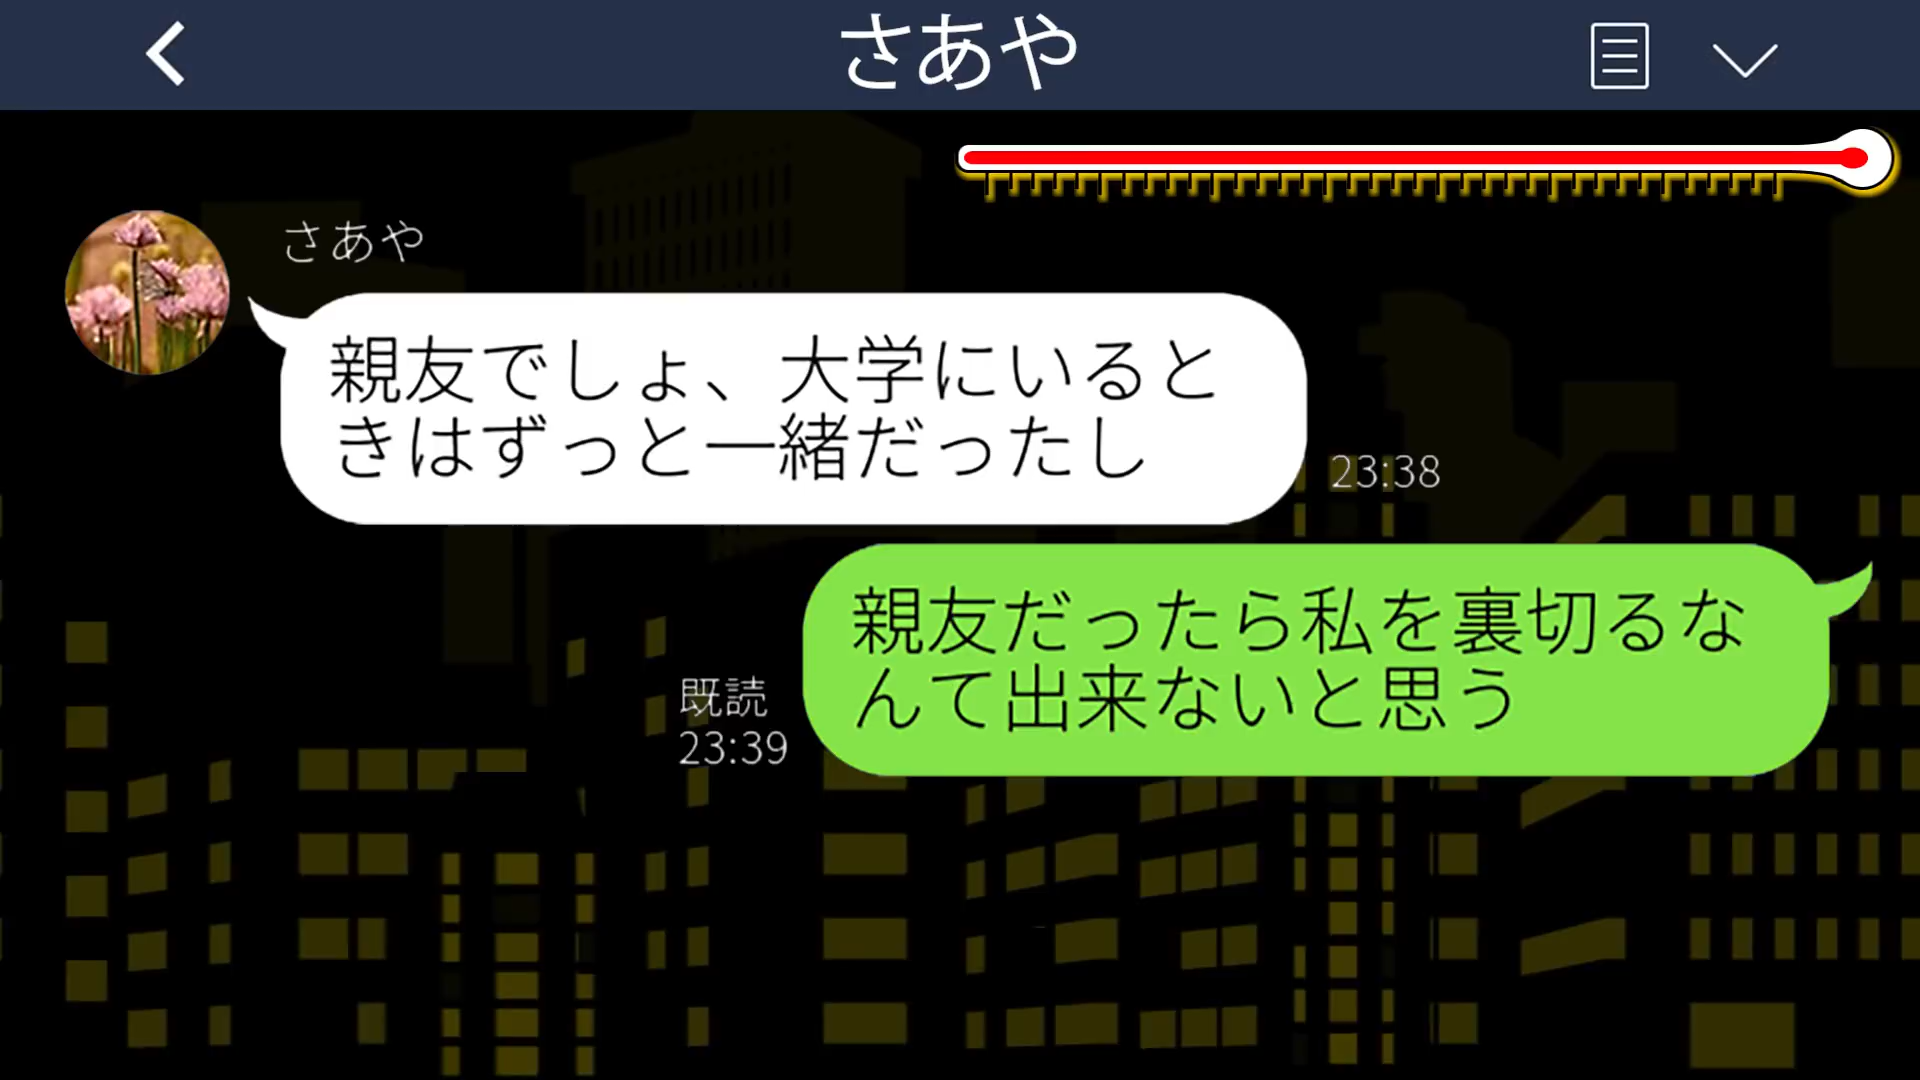 さあや
さあや
親友でしょ、大学にいると
きはずっと一緒だったし
23:38
親友だったら私を裏切るな
んて出来ないと思う
既読
23:39